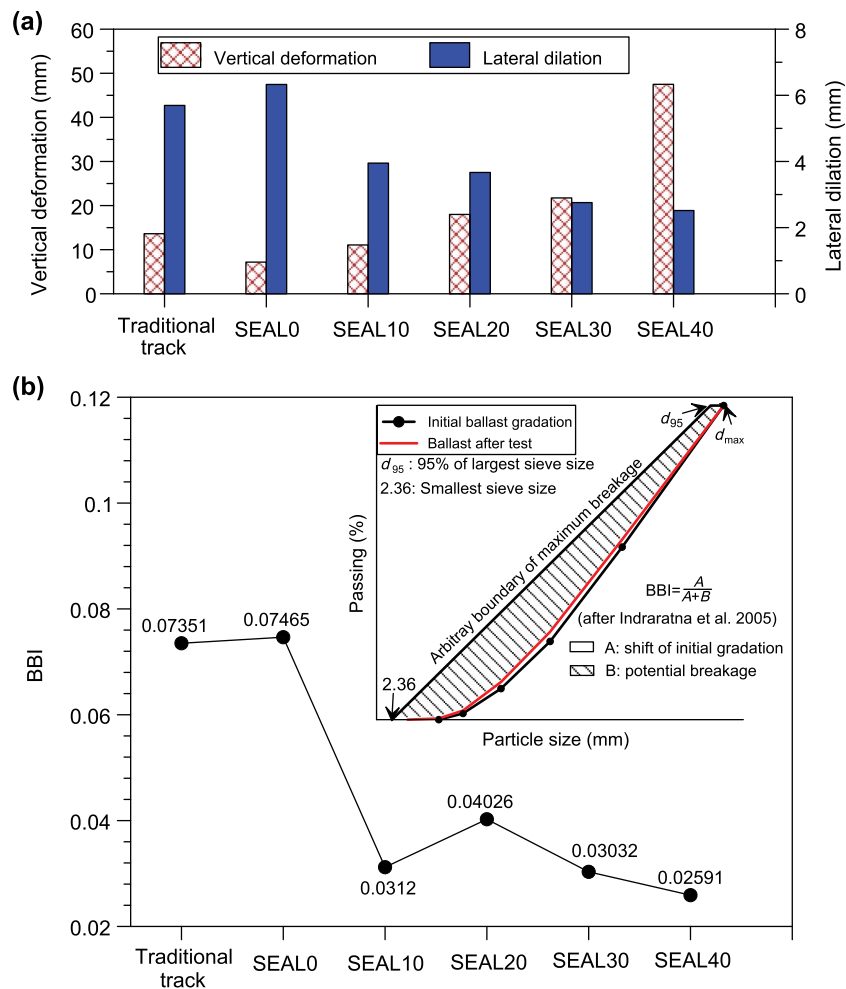 (a)
60
50
40
30
20
10
0
Vertical deformation (mm)
Vertical deformation
Lateral dilation
8
6
4
2
0
Lateral dilation (mm)
Traditional
track
SEAL0
SEAL10
SEAL20
SEAL30
SEAL40
(b)
0.12
0.1
0.08
0.06
0.04
0.02
BBI
0.07351
0.07465
0.0312
0.04026
0.03032
0.02591
Initial ballast gradation
Ballast after test
d95 : 95% of largest sieve size
2.36: Smallest sieve size
d95
dmax
Arbitray boundary of maximum breakage
Passing (%)
BBI=A/A+B
(after Indraratna et al. 2005)
A: shift of initial gradation
B: potential breakage
2.36
Particle size (mm)
Traditional
track
SEAL0
SEAL10
SEAL20
SEAL30
SEAL40